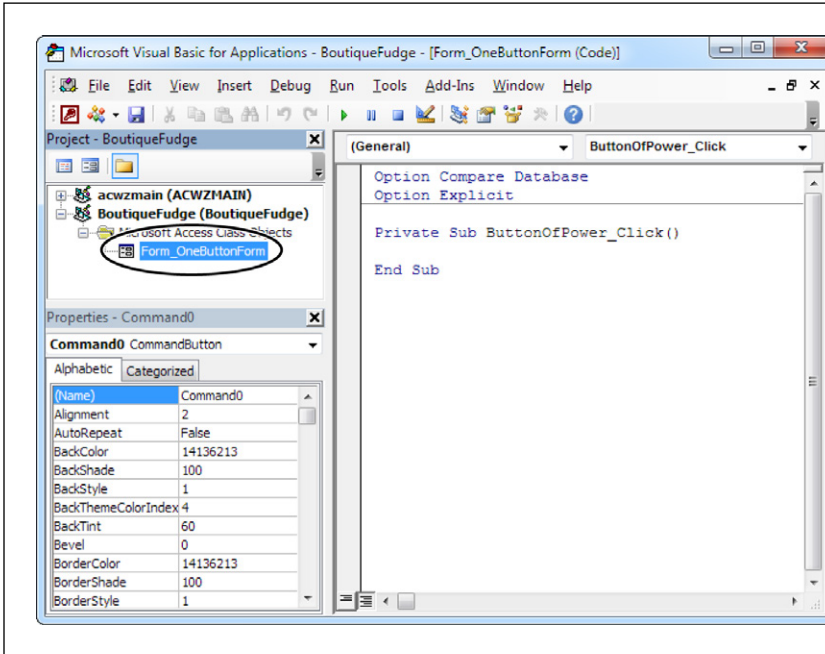 Microsoft Visual Basic for Applications - BoutiqueFudge - [Form_OneButtonForm (Code)]
File Edit View Insert Debug Run Tools Add-Ins Window Help
Project - BoutiqueFudge
acwzmain (ACWZMAIN)
BoutiqueFudge (BoutiqueFudge)
Microsoft Access Class Objects
Form_OneButtonForm
Properties - Command0
Command0 CommandButton
Alphabetic Categorized
(Name) Command0
Alignment 2
AutoRepeat False
BackColor 14136213
BackShade 100
BackStyle 1
BackThemeColorIndex 4
BackTint 60
Bevel 0
BorderColor 14136213
BorderShade 100
BorderStyle 1
(General) ButtonOfPower_Click
Option Compare Database
Option Explicit
Private Sub ButtonOfPower_Click()
End Sub